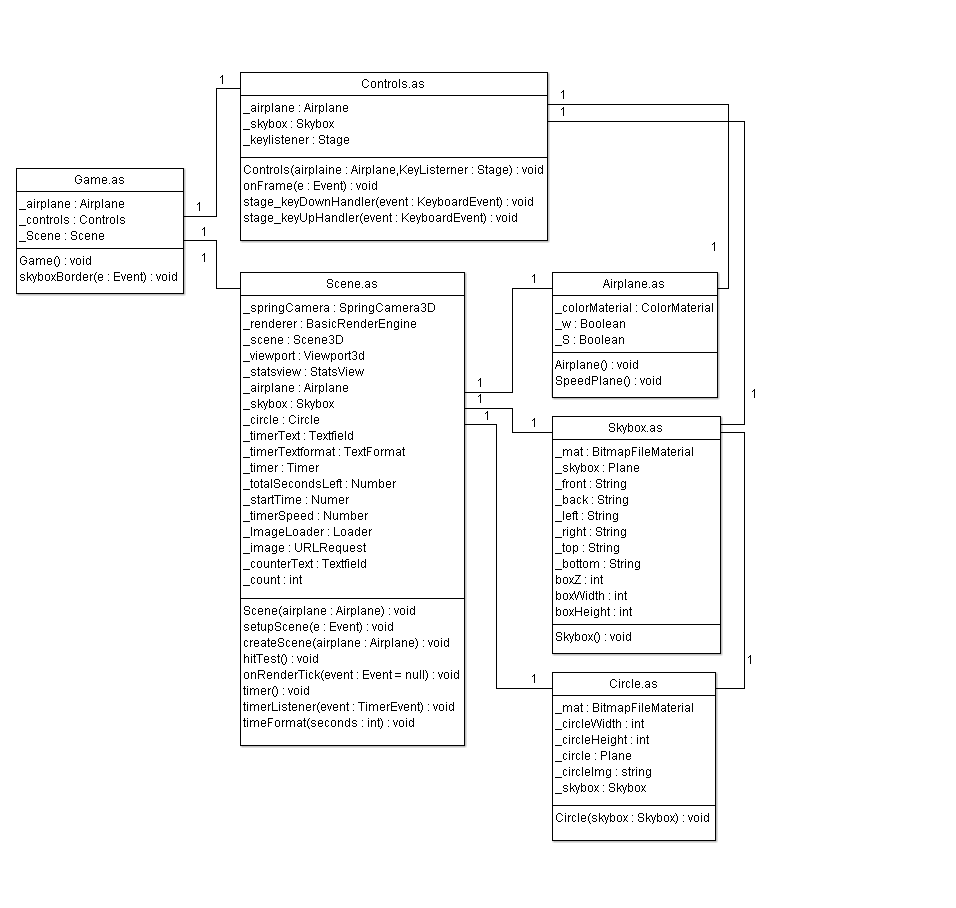 1
Controls.as
_airplane : Airplane
_skybox : Skybox
_keylistener : Stage
Controls(airplaine : Airplane,KeyListerner : Stage) : void
onFrame(e : Event) : void
stage_keyDownHandler(event : KeyboardEvent) : void
stage_keyUpHandler(event : KeyboardEvent) : void
1
1
Game.as
_airplane : Airplane
_controls : Controls
_Scene : Scene
Game() : void
skyboxBorder(e : Event) : void
1
1
1
Scene.as
_springCamera : SpringCamera3D
_renderer : BasicRenderEngine
_scene : Scene3D
_viewport : Viewport3d
_statsview : StatsView
_airplane : Airplane
_skybox : Skybox
_circle : Circle
_timerText : Textfield
_timerTextformat : TextFormat
_timer : Timer
_totalSecondsLeft : Number
_startTime : Numer
_timerSpeed : Number
_ImageLoader : Loader
_image : URLRequest
_counterText : Textfield
_count : int
Scene(airplane : Airplane) : void
setupScene(e : Event) : void
createScene(airplane : Airplane) : void
hitTest() : void
onRenderTick(event : Event = null) : void
timer() : void
timerListener(event : TimerEvent) : void
timeFormat(seconds : int) : void
1
1
1
1
1
Airplane.as
_colorMaterial : ColorMaterial
_w : Boolean
_S : Boolean
Airplane() : void
SpeedPlane() : void
1
1
Skybox.as
_mat : BitmapFileMaterial
_skybox : Plane
_front : String
_back : String
_left : String
_right : String
_top : String
_bottom : String
boxZ : int
boxWidth : int
boxHeight : int
Skybox() : void
1
1
Circle.as
_mat : BitmapFileMaterial
_circleWidth : int
_circleHeight : int
_circle : Plane
_circleImg : string
_skybox : Skybox
Circle(skybox : Skybox) : void